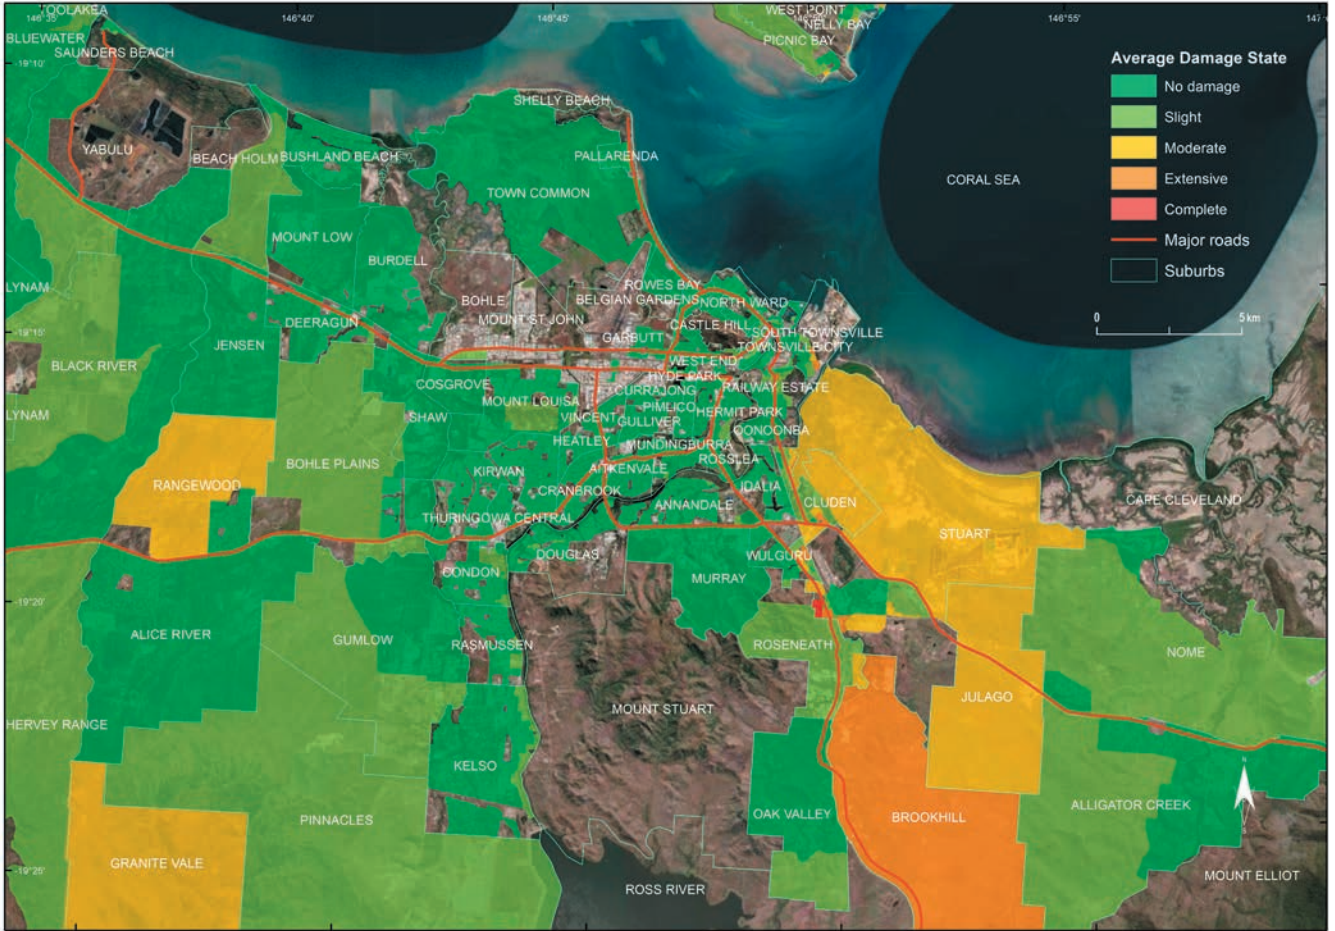 TOOLAKEA
146°35'
146°40'
146°45'
146°55'
147°
WEST POINT
NELLY BAY
PICNIC BAY
BLUEWATER
SAUNDERS BEACH
-19°10'
Average Damage State
No damage
Slight
Moderate
Extensive
Complete
Major roads
Suburbs
0
5 km
SHELLY BEACH
YABULU
BEACH HOLM
BUSHLAND BEACH
PALLARENDA
CORAL SEA
TOWN COMMON
MOUNT LOW
BURDELL
LYNAM
ROWES BAY
BOHLE
BELGIAN GARDENS
NORTH WARD
MOUNT ST JOHN
DEERAGUN
CASTLE HILL
SOUTH TOWNSVILLE
-19°15'
JENSEN
GARBUTT
TOWNSVILLE CITY
BLACK RIVER
WEST END
HYDE PARK
COSGROVE
CURRAJONG
RAILWAY ESTATE
MOUNT LOUISA
PIMLICO
HERMIT PARK
LYNAM
SHAW
VINCENT
GULLIVER
OONOONBA
HEATLEY
MUNDINGBURRA
ROSSLEA
BOHLE PLAINS
KIRWAN
AITKENVALE
RANGEWOOD
CRANBROOK
IDALIA
CAPE CLEVELAND
ANNANDALE
CLUDEN
THURINGOWA CENTRAL
STUART
DOUGLAS
WULGURU
CONDON
MURRAY
-19°20'
ALICE RIVER
GUMLOW
RASMUSSEN
ROSENEATH
NOME
JULAGO
MOUNT STUART
HERVEY RANGE
KELSO
N
ALLIGATOR CREEK
OAK VALLEY
BROOKHILL
PINNACLES
GRANITE VALE
-19°25'
MOUNT ELLIOT
ROSS RIVER